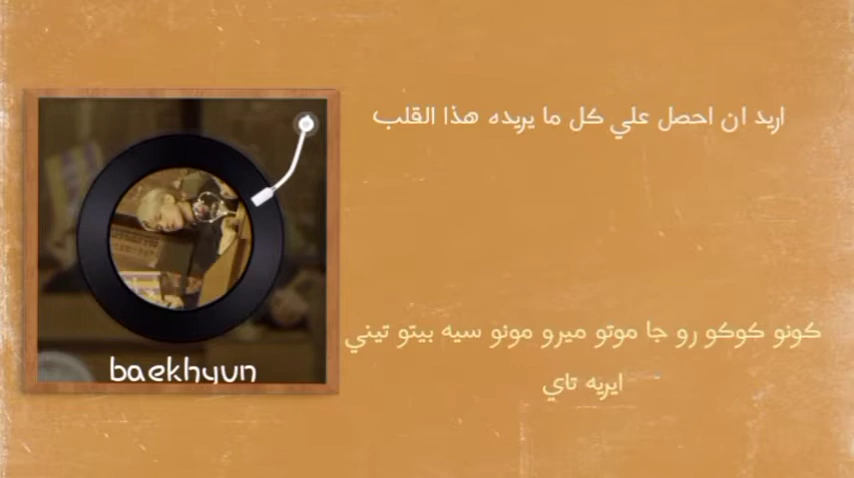 اريد ان احصل علي كل ما يريده هذا القلب
كونو كوكو رو جا موتو ميرو مونو سيه بيتو تيني
ايريه تاي
baekhyun